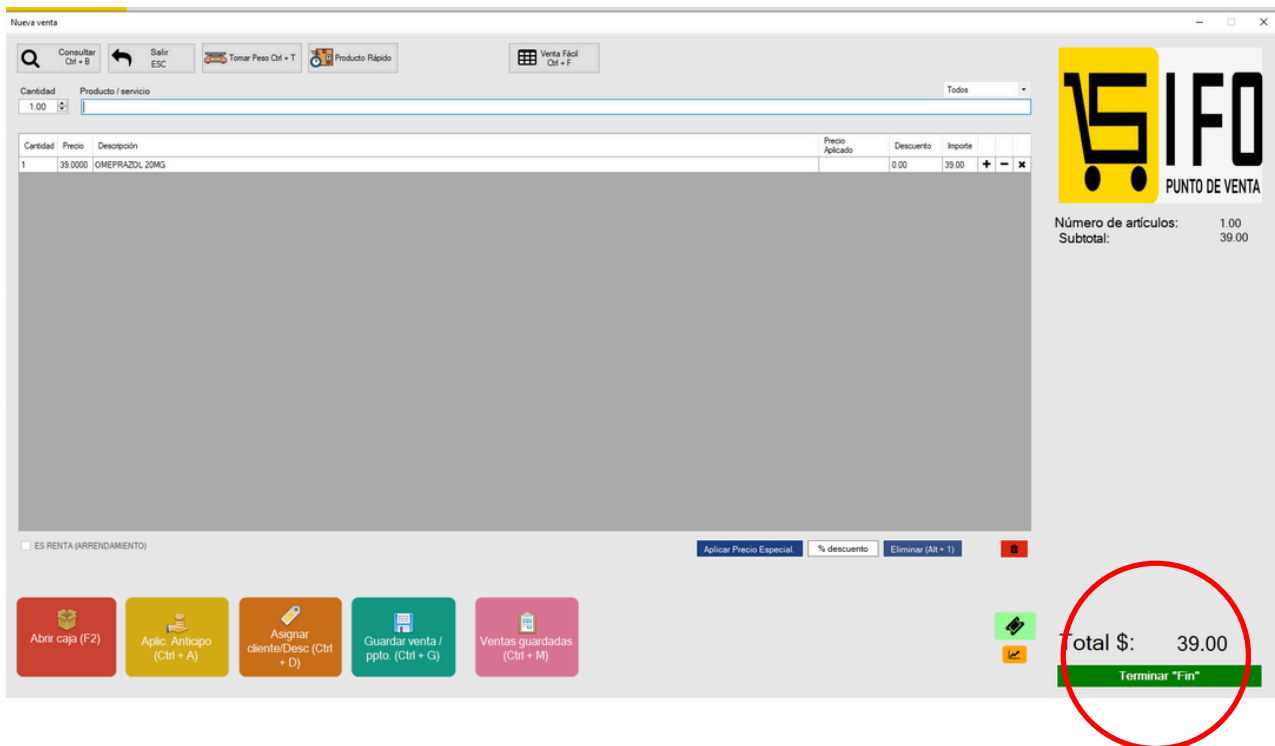 Nueva venta
Consultar
Ctrl + B
Salir
ESC
Tomar Peso Ctrl + T
Producto Rápido
Venta Fácil
Ctrl + F
Cantidad
Producto / servicio
Todos
1.00
Cantidad Precio Descripción Precio Aplicado Descuento Importe
1 39.0000 OMEPRAZOL 20MG 0.00 39.00
SIFO
PUNTO DE VENTA
Número de artículos: 1.00
Subtotal: 39.00
ES RENTA (ARRENDAMIENTO)
Aplicar Precio Especial.
% descuento
Eliminar (Alt + 1)
Abrir caja (F2)
Aplic. Anticipo
(Ctrl + A)
Asignar
cliente/Desc (Ctrl
+ D)
Guardar venta /
ppto. (Ctrl + G)
Ventas guardadas
(Ctrl + M)
Total $: 39.00
Terminar "Fin"